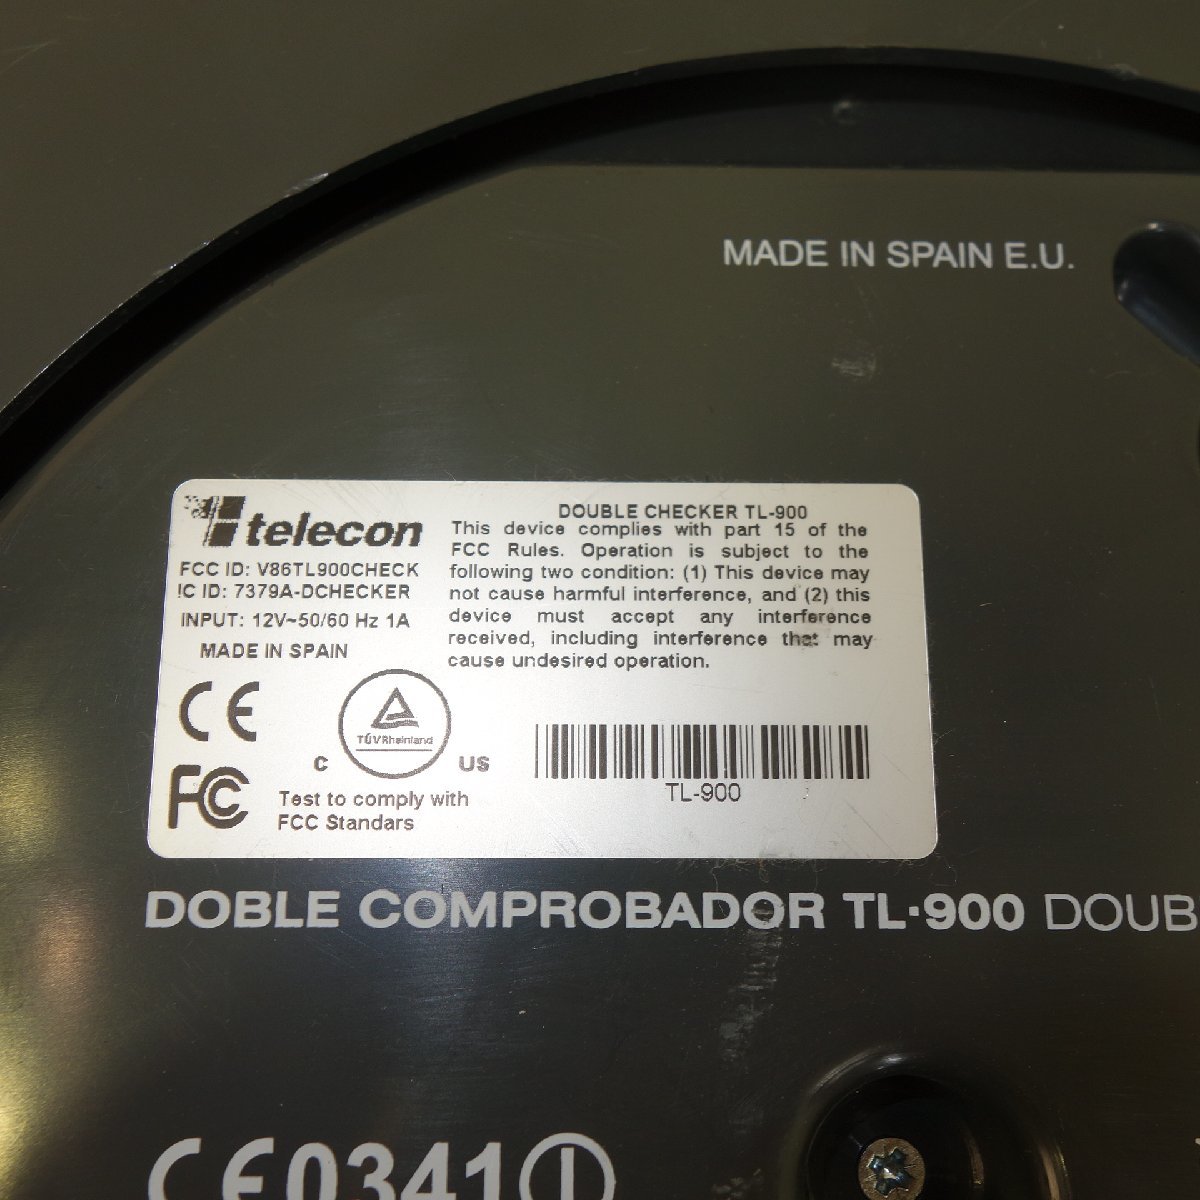 MADE IN SPAIN E.U.
telecon
FCC ID: V86TL900CHECK
IC ID: 7379A-DCHECKER
INPUT: 12V~50/60 Hz 1A
MADE IN SPAIN
DOUBLE CHECKER TL-900
This device complies with part 15 of the
FCC Rules. Operation is subject to the
following two condition: (1) This device may
not cause harmful interference, and (2) this
device must accept any interference
received, including interference that may
cause undesired operation.
CE
TÜVRheinland
C US
FC
Test to comply with
FCC Standars
TL-900
DOBLE COMPROBADOR TL·900 DOUB
CE0341